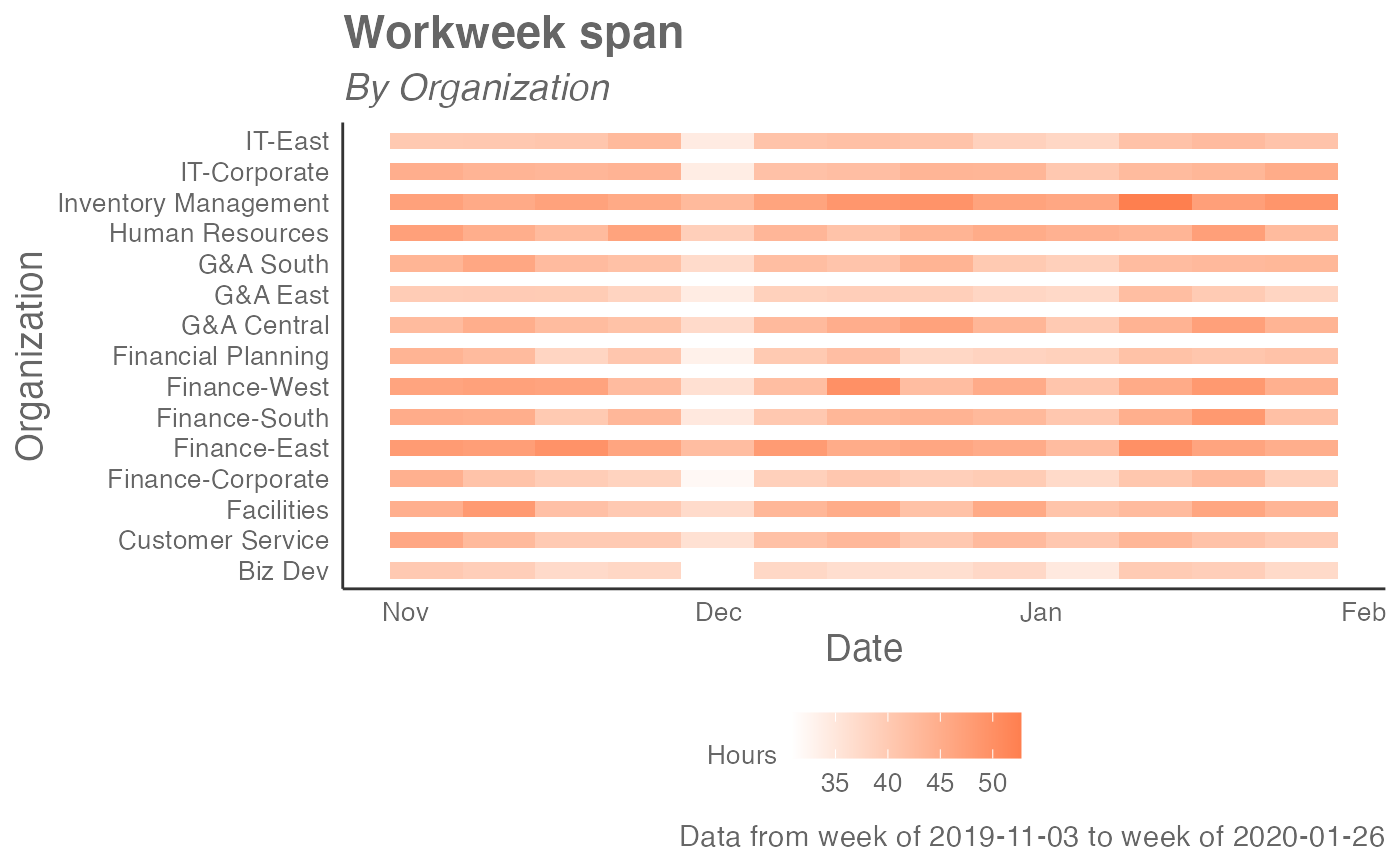 Workweek span
By Organization
Organization
IT-East
IT-Corporate
Inventory Management
Human Resources
G&A South
G&A East
G&A Central
Financial Planning
Finance-West
Finance-South
Finance-East
Finance-Corporate
Facilities
Customer Service
Biz Dev
Nov Dec Jan Feb
Date
Hours
35 40 45 50
Data from week of 2019-11-03 to week of 2020-01-26